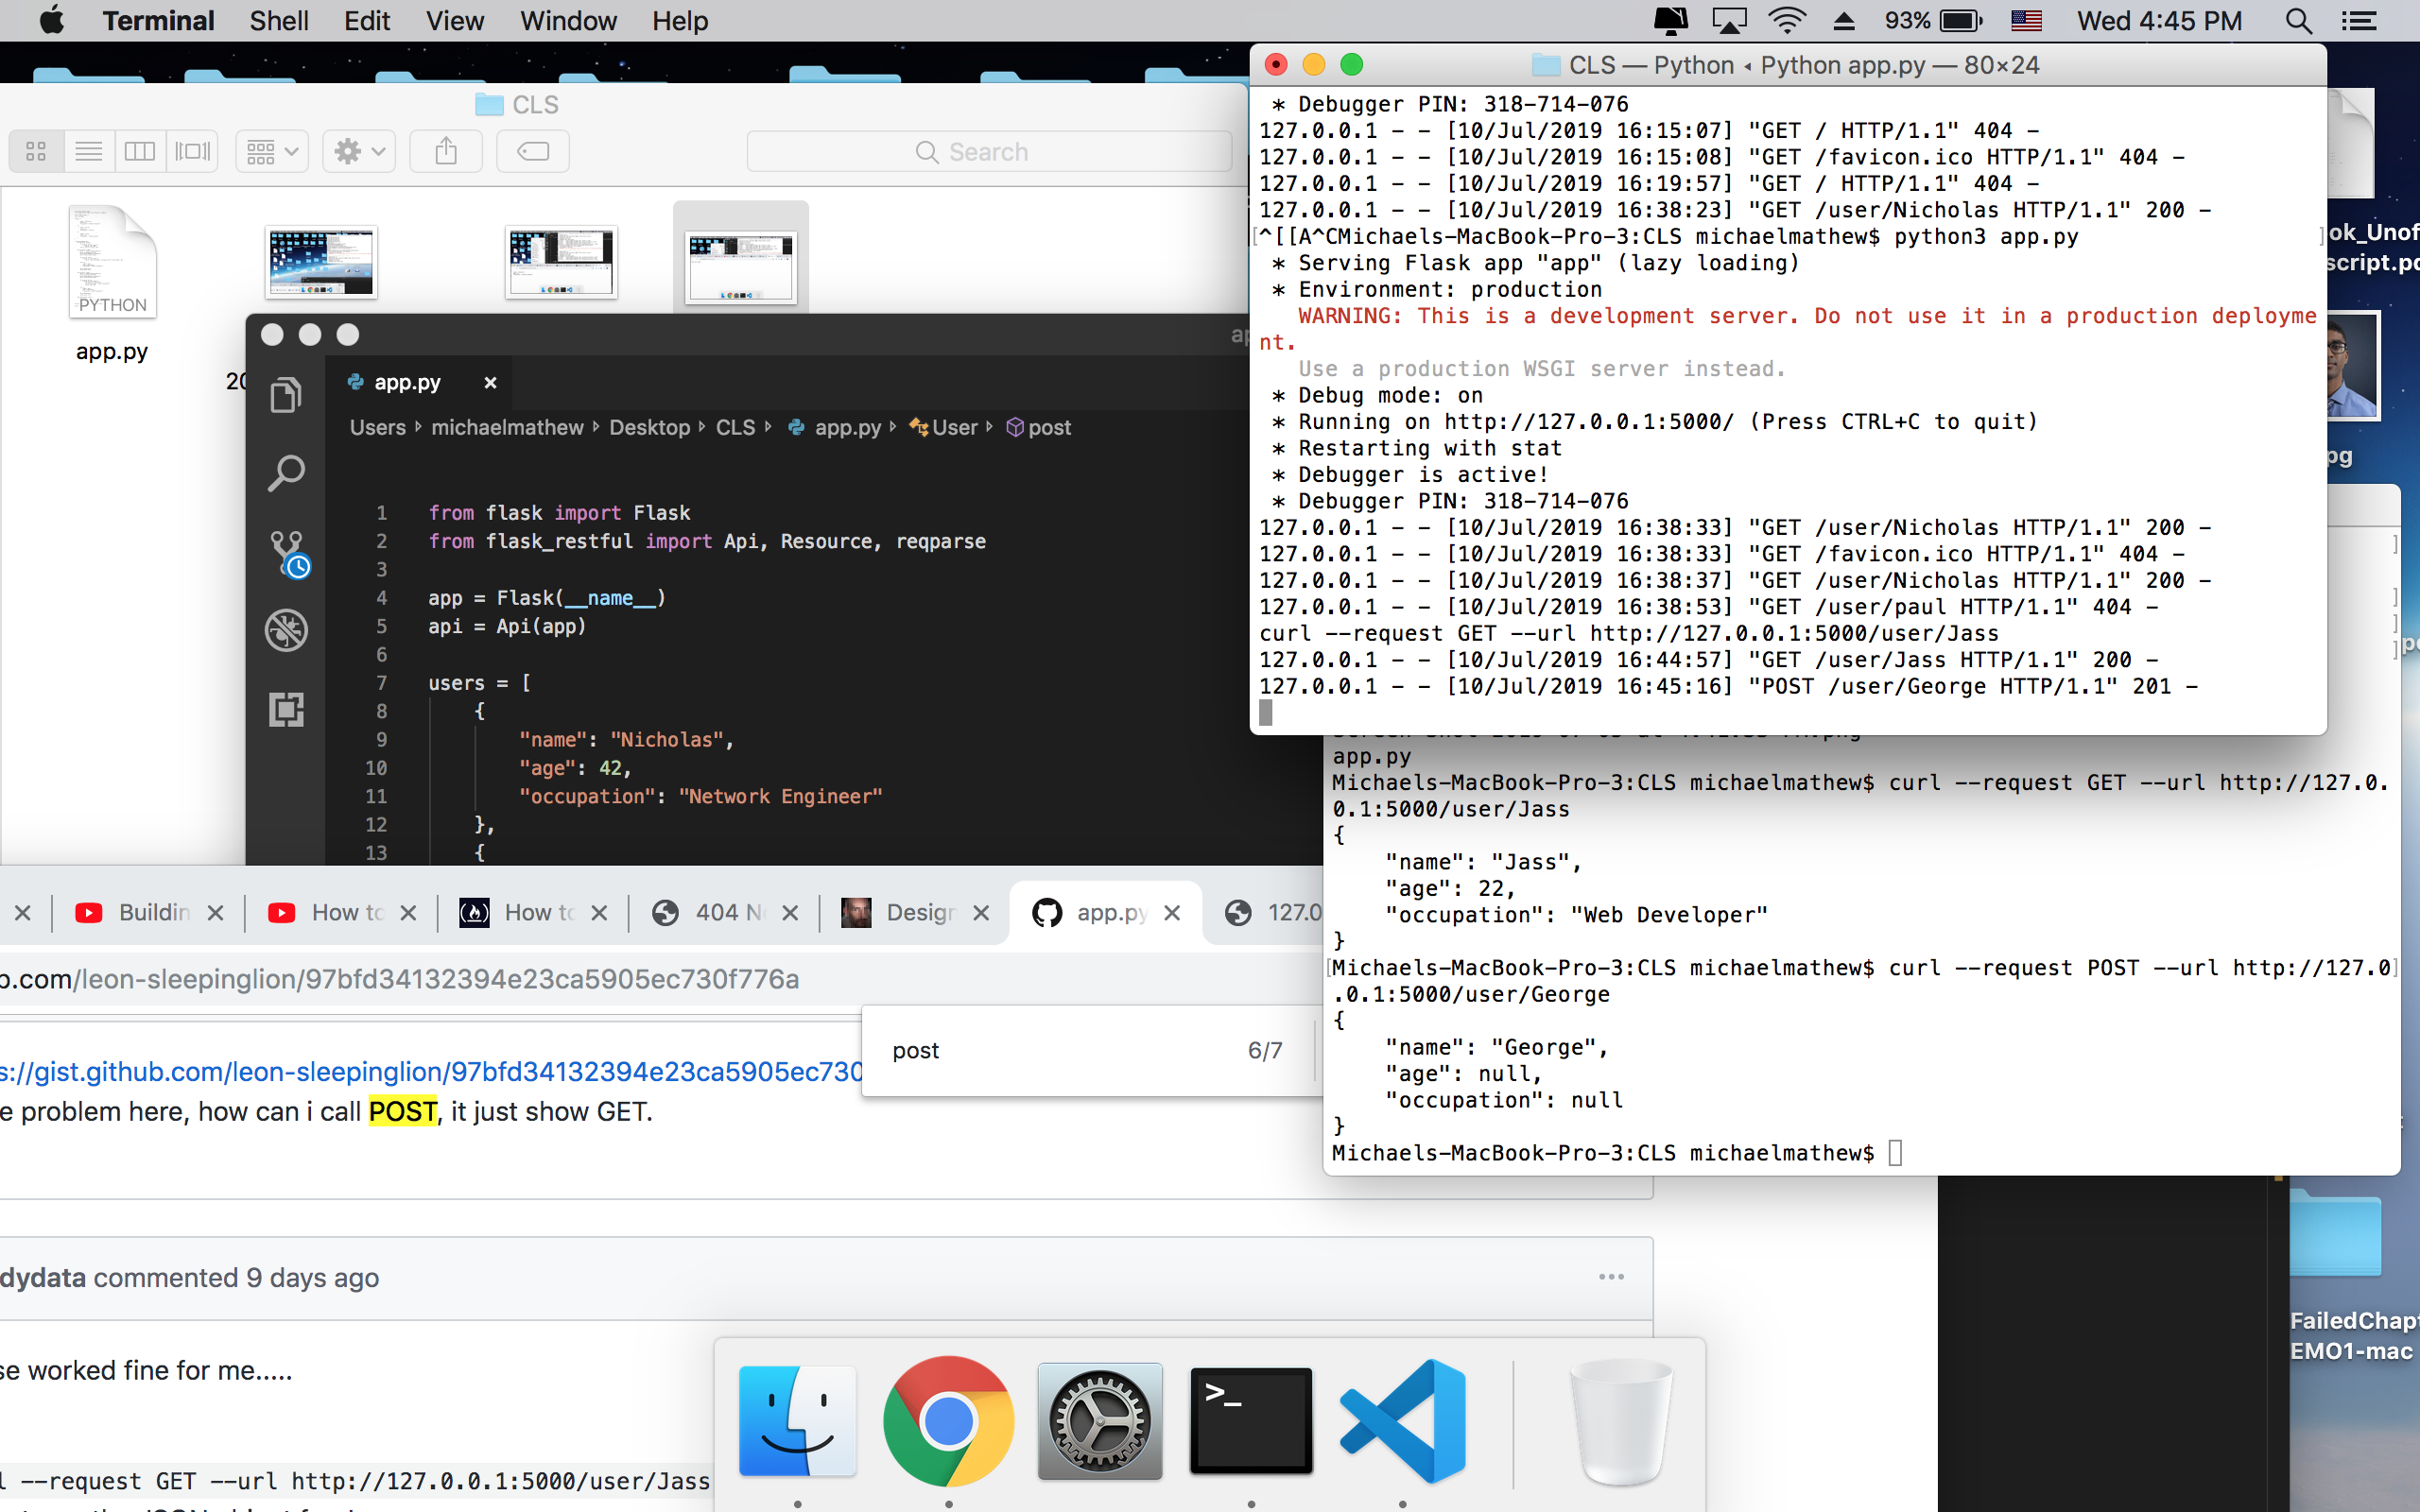 Terminal Shell Edit View Window Help
93% Wed 4:45 PM
CLS
Search
PYTHON
app.py
20
CLS — Python ◂ Python app.py — 80×24
 * Debugger PIN: 318-714-076
127.0.0.1 - - [10/Jul/2019 16:15:07] "GET / HTTP/1.1" 404 -
127.0.0.1 - - [10/Jul/2019 16:15:08] "GET /favicon.ico HTTP/1.1" 404 -
127.0.0.1 - - [10/Jul/2019 16:19:57] "GET / HTTP/1.1" 404 -
127.0.0.1 - - [10/Jul/2019 16:38:23] "GET /user/Nicholas HTTP/1.1" 200 -
[^[[A^CMichaels-MacBook-Pro-3:CLS michaelmathew$ python3 app.py ]
 * Serving Flask app "app" (lazy loading)
 * Environment: production
   WARNING: This is a development server. Do not use it in a production deployme
nt.
   Use a production WSGI server instead.
 * Debug mode: on
 * Running on http://127.0.0.1:5000/ (Press CTRL+C to quit)
 * Restarting with stat
 * Debugger is active!
 * Debugger PIN: 318-714-076
127.0.0.1 - - [10/Jul/2019 16:38:33] "GET /user/Nicholas HTTP/1.1" 200 -
127.0.0.1 - - [10/Jul/2019 16:38:33] "GET /favicon.ico HTTP/1.1" 404 -
127.0.0.1 - - [10/Jul/2019 16:38:37] "GET /user/Nicholas HTTP/1.1" 200 -
127.0.0.1 - - [10/Jul/2019 16:38:53] "GET /user/paul HTTP/1.1" 404 -
curl --request GET --url http://127.0.0.1:5000/user/Jass
127.0.0.1 - - [10/Jul/2019 16:44:57] "GET /user/Jass HTTP/1.1" 200 -
127.0.0.1 - - [10/Jul/2019 16:45:16] "POST /user/George HTTP/1.1" 201 -
ok_Unof
script.pd
pg
app.py ×
Users ▸ michaelmathew ▸ Desktop ▸ CLS ▸ app.py ▸ User ▸ post
1 from flask import Flask
2 from flask_restful import Api, Resource, reqparse
3
4 app = Flask(__name__)
5 api = Api(app)
6
7 users = [
8     {
9         "name": "Nicholas",
10         "age": 42,
11         "occupation": "Network Engineer"
12     },
13     {
app.py
Michaels-MacBook-Pro-3:CLS michaelmathew$ curl --request GET --url http://127.0.
0.1:5000/user/Jass
{
    "name": "Jass",
    "age": 22,
    "occupation": "Web Developer"
}
[Michaels-MacBook-Pro-3:CLS michaelmathew$ curl --request POST --url http://127.0]
.0.1:5000/user/George
{
    "name": "George",
    "age": null,
    "occupation": null
}
Michaels-MacBook-Pro-3:CLS michaelmathew$
Buildin How to How to 404 N Design app.py 127.0
b.com/leon-sleepinglion/97bfd34132394e23ca5905ec730f776a
post 6/7
s://gist.github.com/leon-sleepinglion/97bfd34132394e23ca5905ec730
e problem here, how can i call POST, it just show GET.
dydata commented 9 days ago
se worked fine for me.....
l --request GET --url http://127.0.0.1:5000/user/Jass
>_
FailedChapt
EMO1-mac